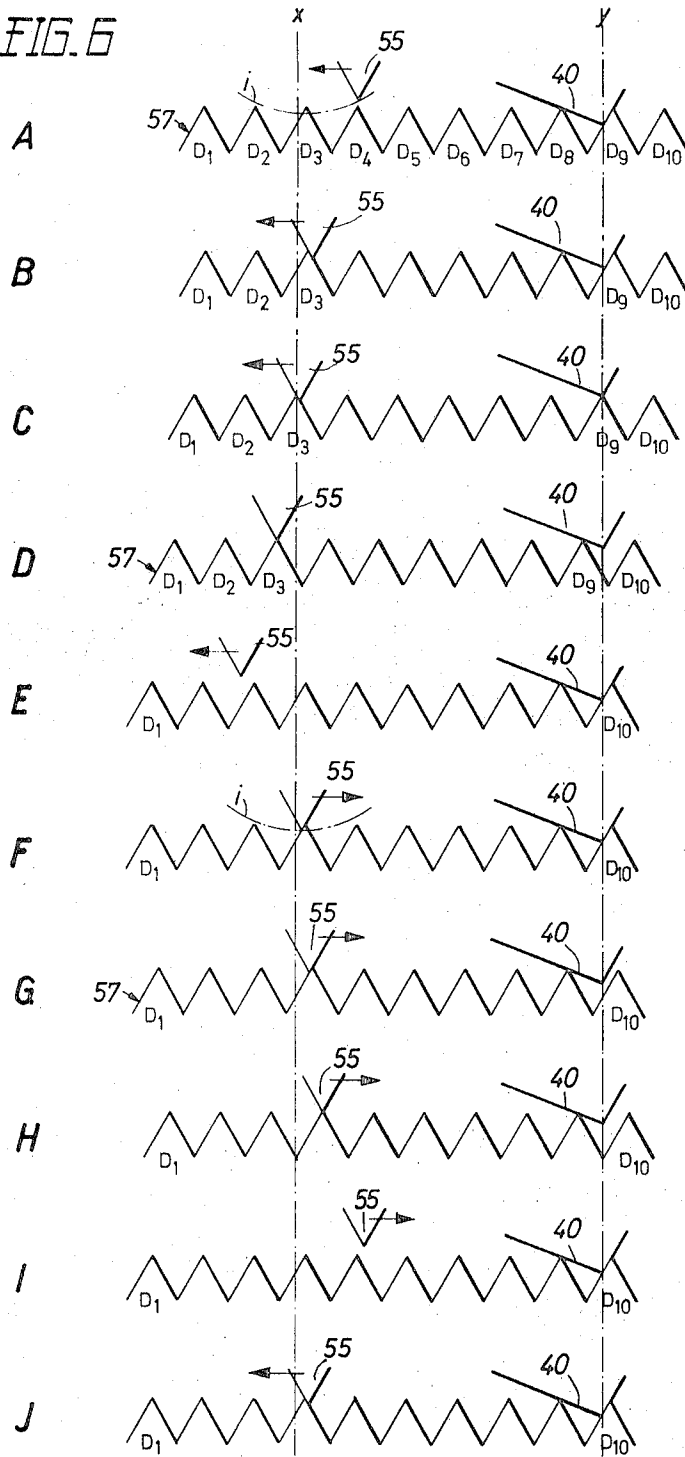 FIG. 6
x y
A 57 i 55 40
D1 D2 D3 D4 D5 D6 D7 D8 D9 D10
B 55 40
D1 D2 D3 D9 D10
C 55 40
D1 D2 D3 D9 D10
D 57 55 40
D1 D2 D3 D9 D10
E 55 40
D1 D10
F i 55 40
D1 D10
G 57 55 40
D1 D10
H 55 40
D1 D10
I 55 40
D1 D10
J 55 40
D1 D10